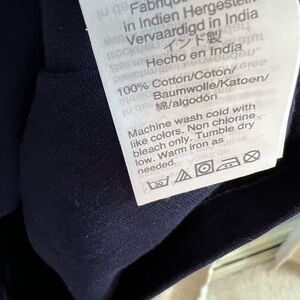 Fabriqué
in Indien Hergestellt
Vervaardigd in India
インド製
Hecho en India
100% Cotton/Coton/
Baumwolle/Katoen/
綿/algodón
Machine wash cold with
like colors. Non chlorine
bleach only. Tumble dry
low. Warm iron as
needed.